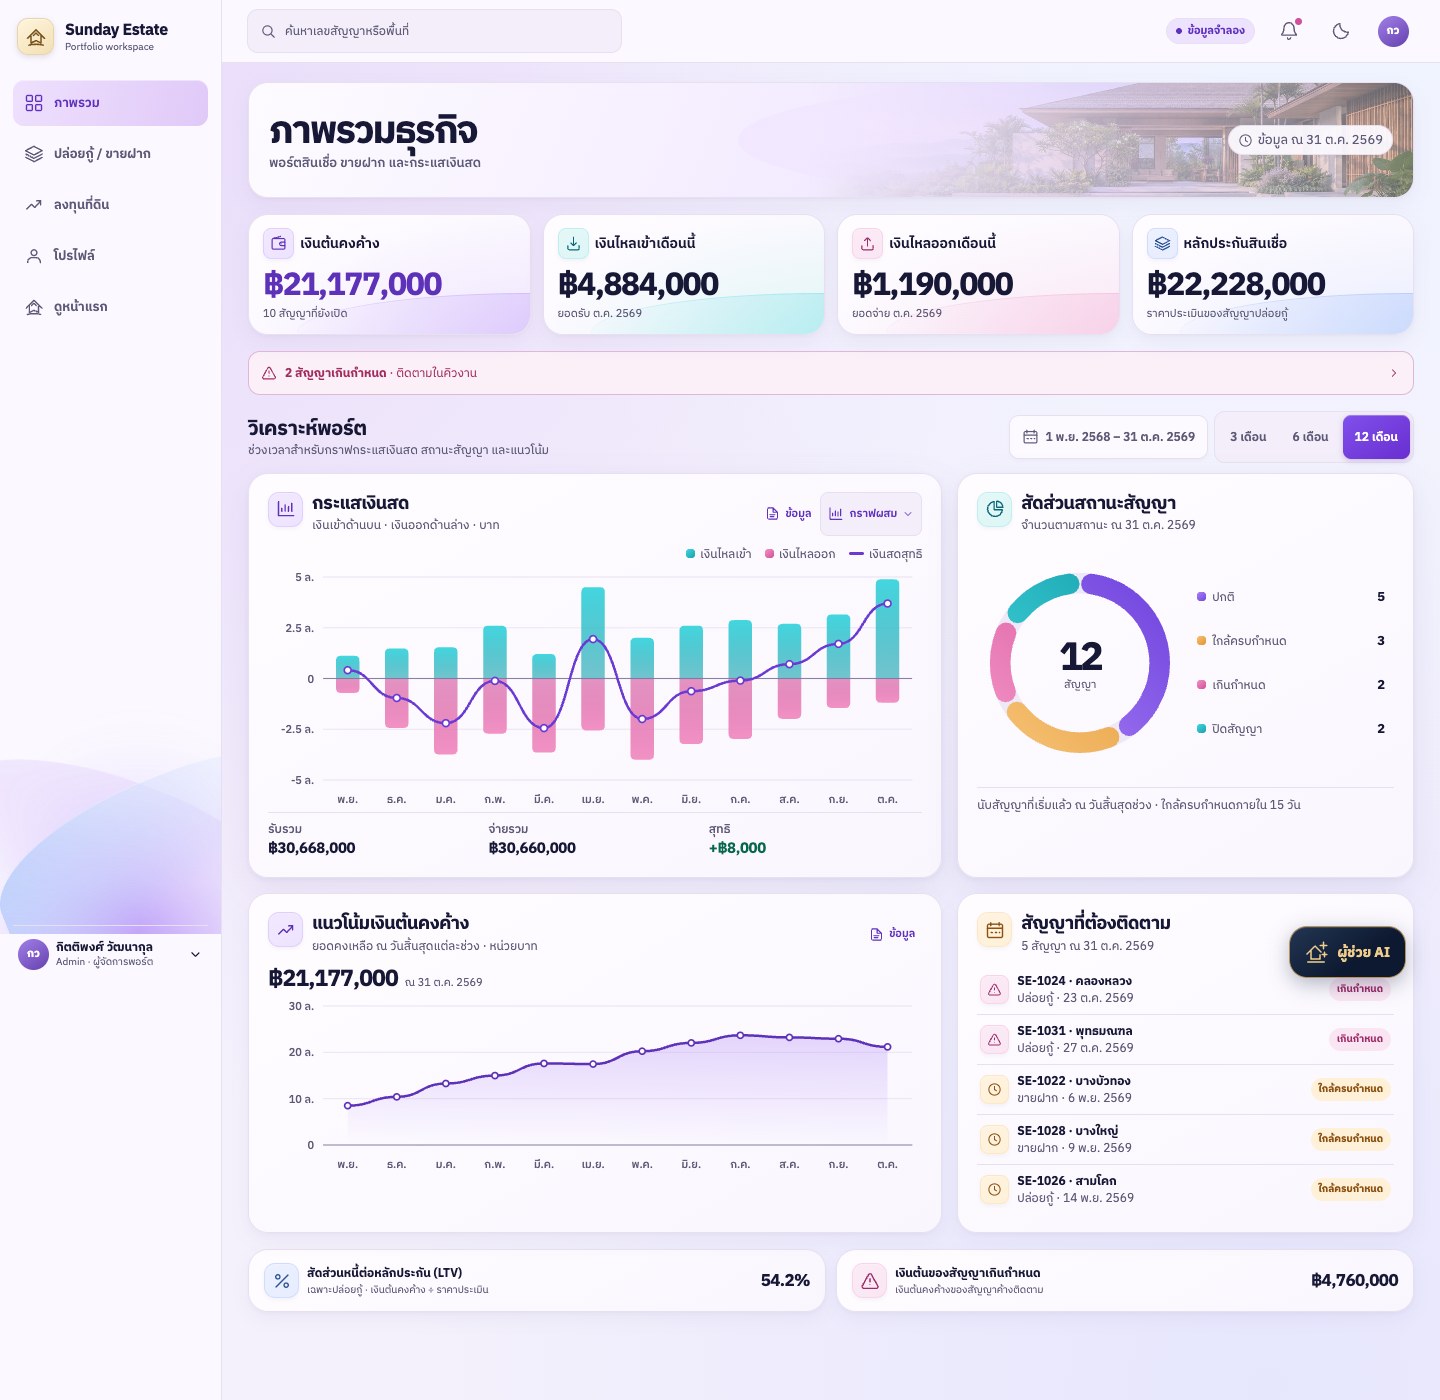 Sunday Estate
Portfolio workspace
ค้นหาเลขสัญญาหรือพื้นที่
ข้อมูลจำลอง
กว
ภาพรวม
ปล่อยกู้ / ขายฝาก
ลงทุนที่ดิน
โปรไฟล์
ดูหน้าแรก
กว
กิตติพงศ์ วัฒนากุล
Admin · ผู้จัดการพอร์ต
ภาพรวมธุรกิจ
พอร์ตสินเชื่อ ขายฝาก และกระแสเงินสด
ข้อมูล ณ 31 ต.ค. 2569
เงินต้นคงค้าง
฿21,177,000
10 สัญญาที่ยังเปิด
เงินไหลเข้าเดือนนี้
฿4,884,000
ยอดรับ ต.ค. 2569
เงินไหลออกเดือนนี้
฿1,190,000
ยอดจ่าย ต.ค. 2569
หลักประกันสินเชื่อ
฿22,228,000
ราคาประเมินของสัญญาปล่อยกู้
2 สัญญาเกินกำหนด · ติดตามในคิวงาน
วิเคราะห์พอร์ต
ช่วงเวลาสำหรับกราฟกระแสเงินสด สถานะสัญญา และแนวโน้ม
1 พ.ย. 2568 – 31 ต.ค. 2569
3 เดือน 6 เดือน 12 เดือน
กระแสเงินสด
เงินเข้าด้านบน · เงินออกด้านล่าง · บาท
ข้อมูล กราฟผสม
เงินไหลเข้า เงินไหลออก เงินสดสุทธิ
5 ล.
2.5 ล.
0
-2.5 ล.
-5 ล.
พ.ย. ธ.ค. ม.ค. ก.พ. มี.ค. เม.ย. พ.ค. มิ.ย. ก.ค. ส.ค. ก.ย. ต.ค.
รับรวม จ่ายรวม สุทธิ
฿30,668,000 ฿30,660,000 +฿8,000
สัดส่วนสถานะสัญญา
จำนวนตามสถานะ ณ 31 ต.ค. 2569
12
สัญญา
ปกติ 5
ใกล้ครบกำหนด 3
เกินกำหนด 2
ปิดสัญญา 2
นับสัญญาที่เริ่มแล้ว ณ วันสิ้นสุดช่วง · ใกล้ครบกำหนดภายใน 15 วัน
แนวโน้มเงินต้นคงค้าง
ยอดคงเหลือ ณ วันสิ้นสุดแต่ละช่วง · หน่วยบาท
ข้อมูล
฿21,177,000 ณ 31 ต.ค. 2569
30 ล.
20 ล.
10 ล.
0
พ.ย. ธ.ค. ม.ค. ก.พ. มี.ค. เม.ย. พ.ค. มิ.ย. ก.ค. ส.ค. ก.ย. ต.ค.
สัญญาที่ต้องติดตาม
5 สัญญา ณ 31 ต.ค. 2569
ผู้ช่วย AI
SE-1024 · คลองหลวง
ปล่อยกู้ · 23 ต.ค. 2569
เกินกำหนด
SE-1031 · พุทธมณฑล
ปล่อยกู้ · 27 ต.ค. 2569
เกินกำหนด
SE-1022 · บางบัวทอง
ขายฝาก · 6 พ.ย. 2569
ใกล้ครบกำหนด
SE-1028 · บางใหญ่
ขายฝาก · 9 พ.ย. 2569
ใกล้ครบกำหนด
SE-1026 · สามโคก
ปล่อยกู้ · 14 พ.ย. 2569
ใกล้ครบกำหนด
สัดส่วนหนี้ต่อหลักประกัน (LTV)
เฉพาะปล่อยกู้ · เงินต้นคงค้าง ÷ ราคาประเมิน
54.2%
เงินต้นของสัญญาเกินกำหนด
เงินต้นคงค้างของสัญญาค้างติดตาม
฿4,760,000